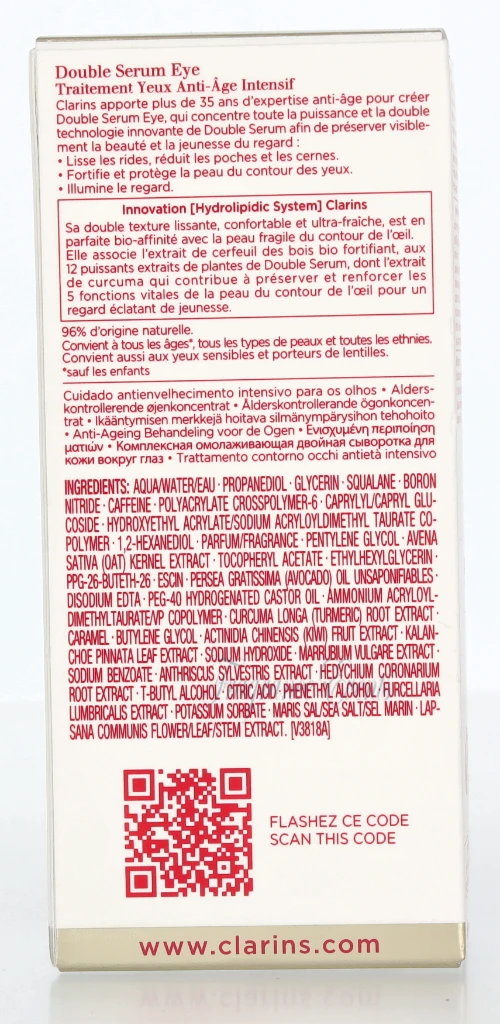 Double Serum Eye
Traitement Yeux Anti-Âge Intensif
Clarins apporte plus de 35 ans d'expertise anti-âge pour créer
Double Serum Eye, qui concentre toute la puissance et la double
technologie innovante de Double Serum afin de préserver visible-
ment la beauté et la jeunesse du regard :
• Lisse les rides, réduit les poches et les cernes.
• Fortifie et protège la peau du contour des yeux.
• Illumine le regard.
Innovation [Hydrolipidic System] Clarins
Sa double texture lissante, confortable et ultra-fraîche, est en
parfaite bio-affinité avec la peau fragile du contour de l'œil.
Elle associe l'extrait de cerfeuil des bois bio fortifiant, aux
12 puissants extraits de plantes de Double Serum, dont l'extrait
de curcuma qui contribue à préserver et renforcer les
5 fonctions vitales de la peau du contour de l'œil pour un
regard éclatant de jeunesse.
96% d'origine naturelle.
Convient à tous les âges*, tous les types de peaux et toutes les ethnies.
Convient aussi aux yeux sensibles et porteurs de lentilles.
*sauf les enfants
Cuidado antienvelhecimento intensivo para os olhos • Alders-
kontrollerende øjenkoncentrat • Ålderskontrollerande ögonkoncen-
trat • Ikääntymisen merkkejä hoitava silmänympärysihon tehohoito
• Anti-Ageing Behandeling voor de Ogen • Ενισχυμένη περιποίηση
ματιών • Комплексная омолаживающая двойная сыворотка для
кожи вокруг глаз • Trattamento contorno occhi antietà intensivo
INGREDIENTS: AQUA/WATER/EAU · PROPANEDIOL · GLYCERIN · SQUALANE · BORON
NITRIDE · CAFFEINE · POLYACRYLATE CROSSPOLYMER-6 · CAPRYLYL/CAPRYL GLU-
COSIDE · HYDROXYETHYL ACRYLATE/SODIUM ACRYLOYLDIMETHYL TAURATE CO-
POLYMER · 1,2-HEXANEDIOL · PARFUM/FRAGRANCE · PENTYLENE GLYCOL · AVENA
SATIVA (OAT) KERNEL EXTRACT · TOCOPHERYL ACETATE · ETHYLHEXYLGLYCERIN ·
PPG-26-BUTETH-26 · ESCIN · PERSEA GRATISSIMA (AVOCADO) OIL UNSAPONIFIABLES ·
DISODIUM EDTA · PEG-40 HYDROGENATED CASTOR OIL · AMMONIUM ACRYLOYL-
DIMETHYLTAURATE/VP COPOLYMER · CURCUMA LONGA (TURMERIC) ROOT EXTRACT ·
CARAMEL · BUTYLENE GLYCOL · ACTINIDIA CHINENSIS (KIWI) FRUIT EXTRACT · KALAN-
CHOE PINNATA LEAF EXTRACT · SODIUM HYDROXIDE · MARRUBIUM VULGARE EXTRACT ·
SODIUM BENZOATE · ANTHRISCUS SYLVESTRIS EXTRACT · HEDYCHIUM CORONARIUM
ROOT EXTRACT · T-BUTYL ALCOHOL · CITRIC ACID · PHENETHYL ALCOHOL · FURCELLARIA
LUMBRICALIS EXTRACT · POTASSIUM SORBATE · MARIS SAL/SEA SALT/SEL MARIN · LAP-
SANA COMMUNIS FLOWER/LEAF/STEM EXTRACT. [V3818A]
FLASHEZ CE CODE
SCAN THIS CODE
www.clarins.com